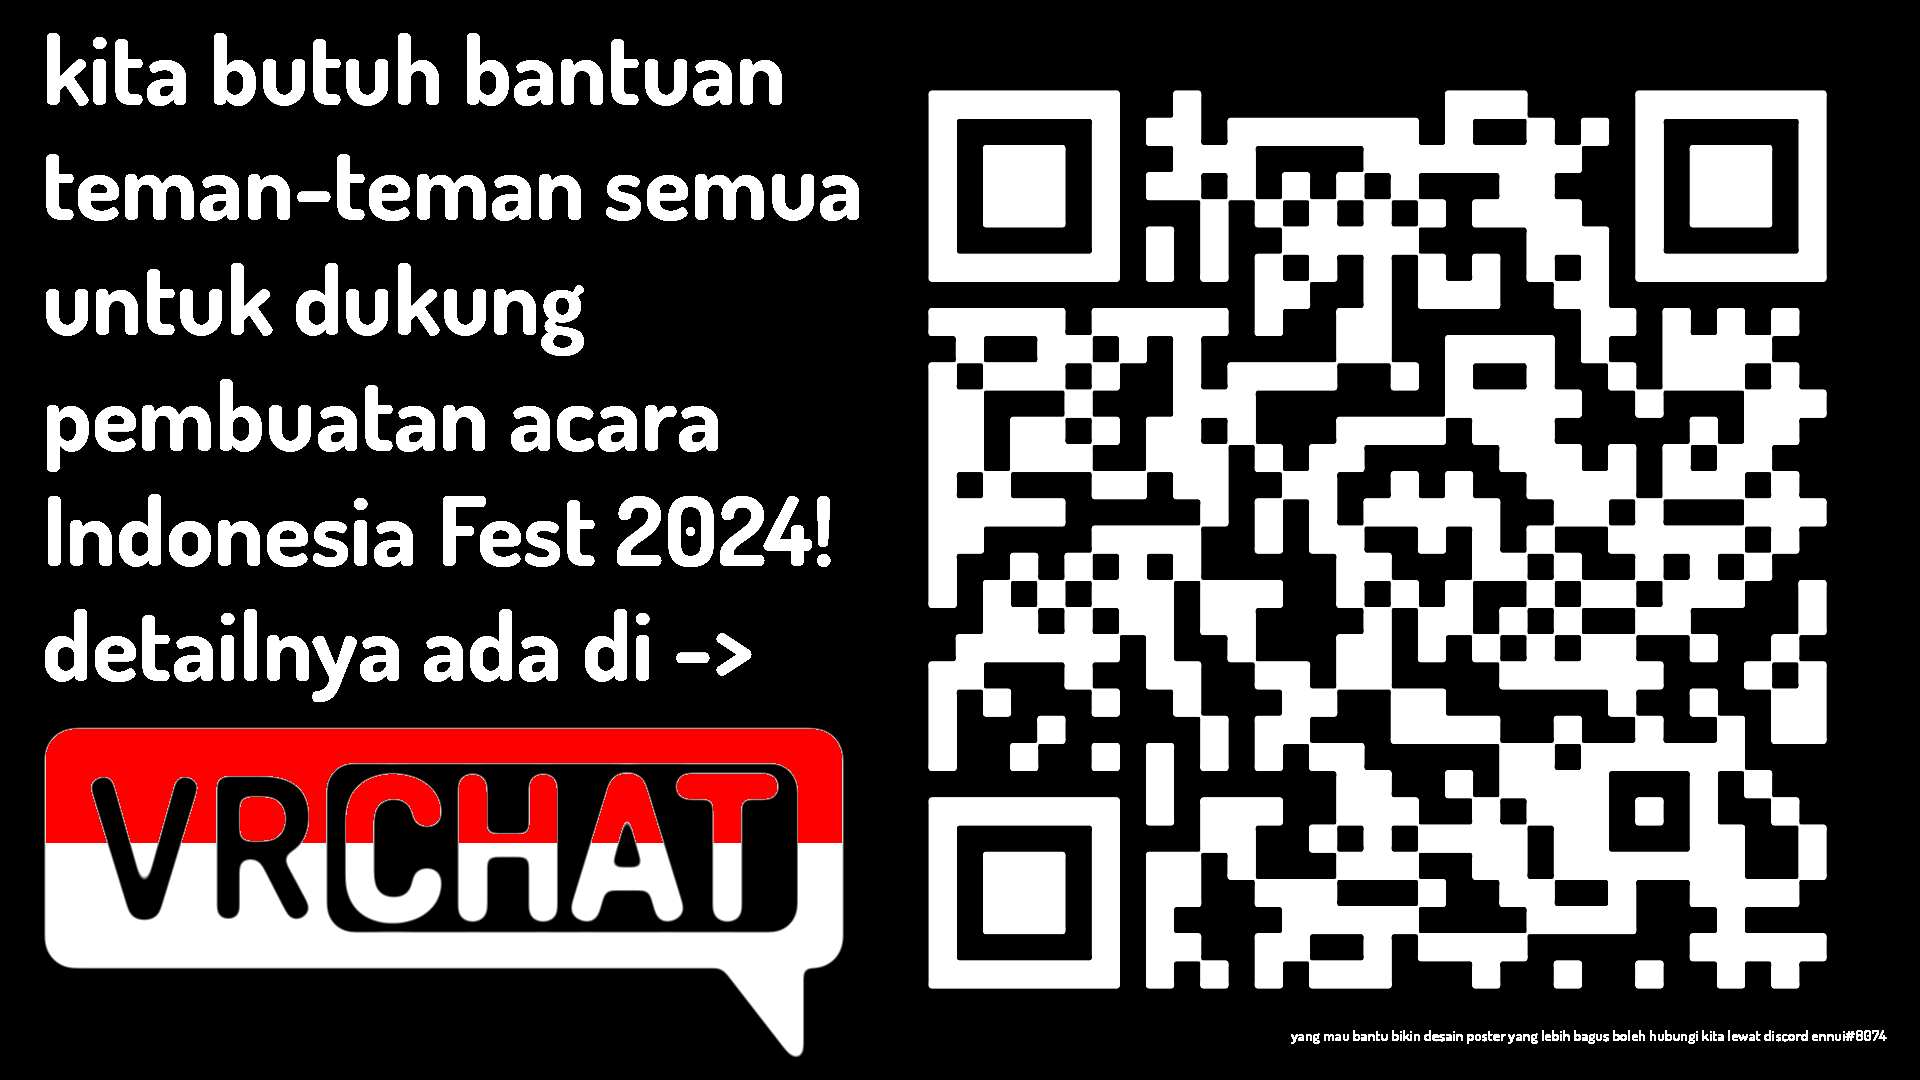 kita butuh bantuan
teman-teman semua
untuk dukung
pembuatan acara
Indonesia Fest 2024!
detailnya ada di ->
VRCHAT
yang mau bantu bikin desain poster yang lebih bagus boleh hubungi kita lewat discord ennui#8074